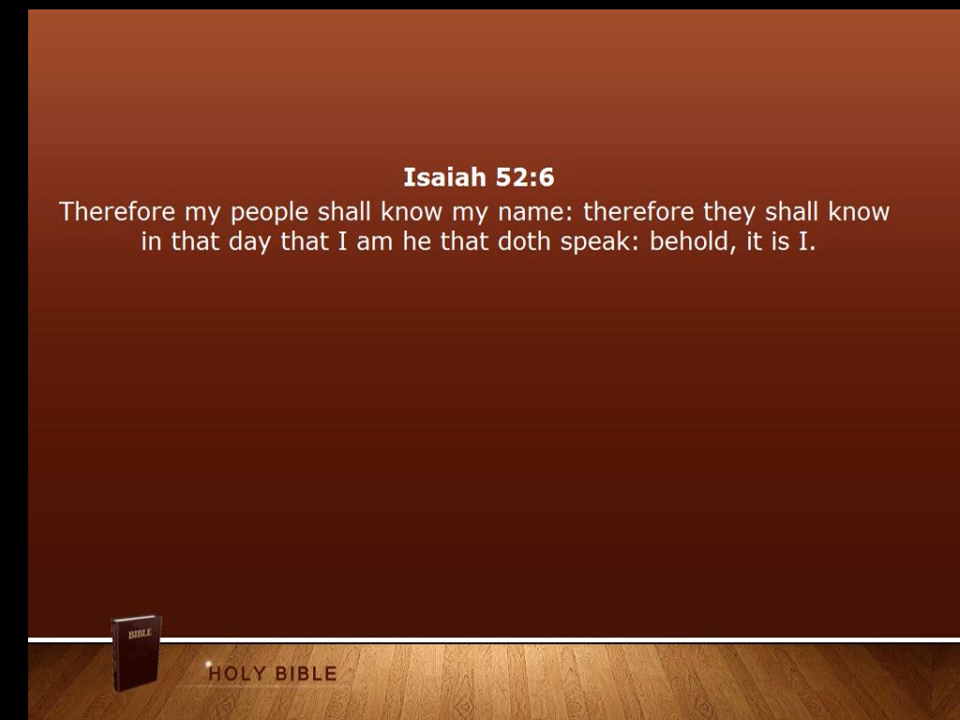 Isaiah 52:6
Therefore my people shall know my name: therefore they shall know
in that day that I am he that doth speak: behold, it is I.
BIBLE
HOLY BIBLE